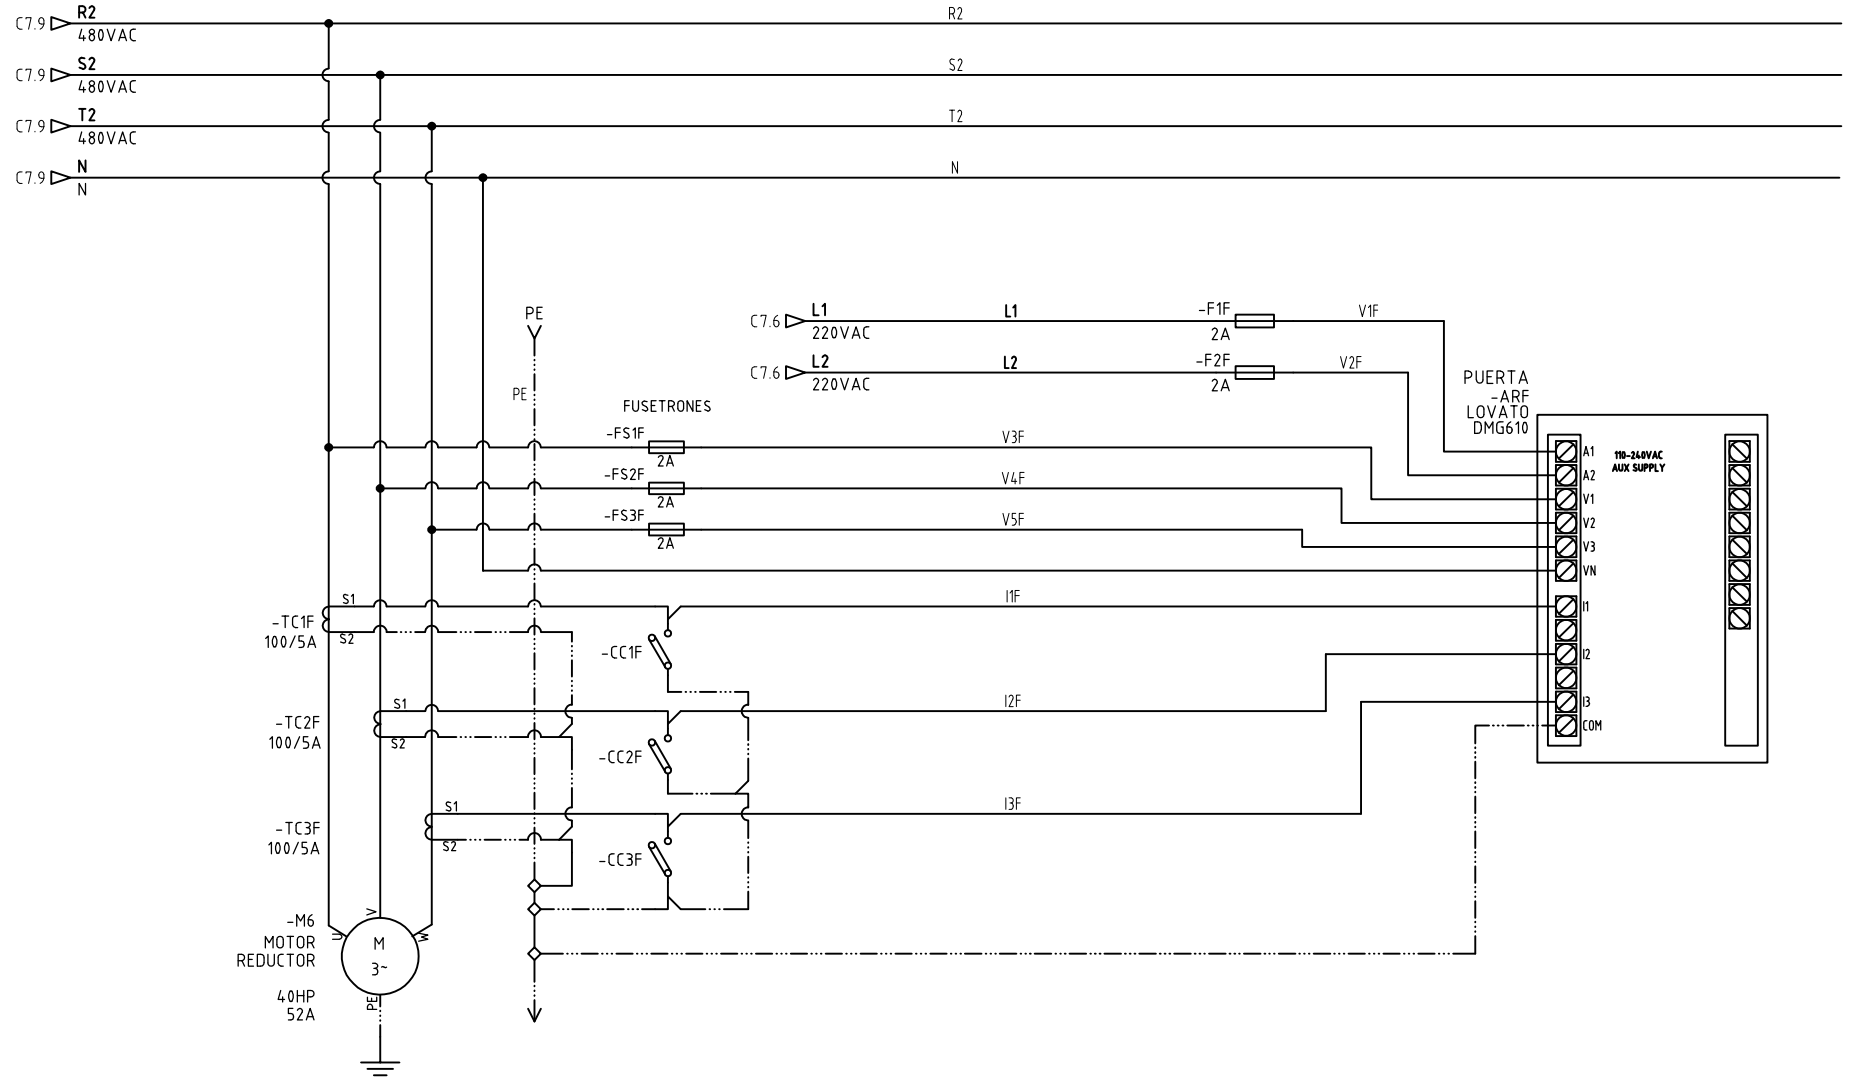 C7.9 R2 R2
480VAC
C7.9 S2 S2
480VAC
C7.9 T2 T2
480VAC
C7.9 N N
N
PE
PE
C7.6 L1 L1 -F1F V1F
220VAC 2A
C7.6 L2 L2 -F2F V2F
220VAC 2A
PUERTA
-ARF
LOVATO
DMG610
110-240VAC
AUX SUPPLY
A1
A2
V1
V2
V3
VN
I1
I2
I3
COM
FUSETRONES
-FS1F V3F
2A
-FS2F V4F
2A
-FS3F V5F
2A
S1 I1F
-TC1F S2
100/5A
-CC1F
S1 I2F
-TC2F
100/5A S2
-CC2F
S1 I3F
-TC3F
100/5A S2
-CC3F
-M6
MOTOR
REDUCTOR
40HP
52A
U
V
W
M
3~
PE